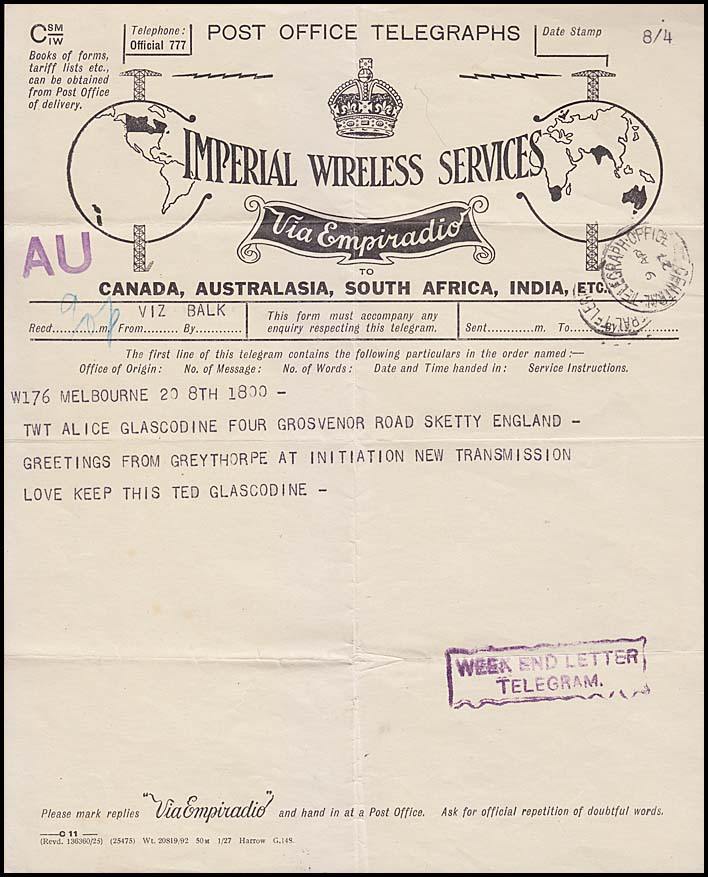 C SM IW
Books of forms,
tariff lists etc.,
can be obtained
from Post Office
of delivery.
Telephone:
Official 777
POST OFFICE TELEGRAPHS
Date Stamp
8/4
IMPERIAL WIRELESS SERVICES
Via Empiradio
AU
TO
CANADA, AUSTRALASIA, SOUTH AFRICA, INDIA, ETC.
CENTRAL TELEGRAPH OFFICE
9 AP
27
VIZ BALK
Recd. m. From By
This form must accompany any
enquiry respecting this telegram.
Sent m. To
The first line of this telegram contains the following particulars in the order named:—
Office of Origin: No. of Message: No. of Words: Date and Time handed in: Service Instructions.
W176 MELBOURNE 20 8TH 1800 -
TWT ALICE GLASCODINE FOUR GROSVENOR ROAD SKETTY ENGLAND -
GREETINGS FROM GREYTHORPE AT INITIATION NEW TRANSMISSION
LOVE KEEP THIS TED GLASCODINE -
WEEK END LETTER
TELEGRAM.
Please mark replies "Via Empiradio" and hand in at a Post Office. Ask for official repetition of doubtful words.
C 11
(Revd. 136360/25) (25475) Wt. 20819/92 50M 1/27 Harrow G.148.